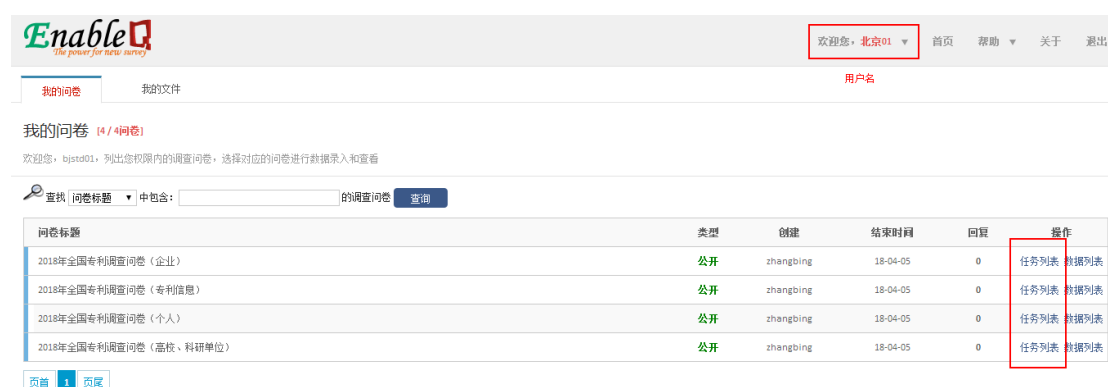 EnableQ
The power for new survey
欢迎您，北京01 ▼ 首页 帮助 ▼ 关于 退出
用户名
我的问卷 我的文件
我的问卷 [4 / 4问卷]
欢迎您，bjstd01，列出您权限内的调查问卷，选择对应的问卷进行数据录入和查看
查找 问卷标题 ▼ 中包含： 的调查问卷 查询
问卷标题 类型 创建 结束时间 回复 操作
2018年全国专利调查问卷（企业） 公开 zhangbing 18-04-05 0 任务列表 数据列表
2018年全国专利调查问卷（专利信息） 公开 zhangbing 18-04-05 0 任务列表 数据列表
2018年全国专利调查问卷（个人） 公开 zhangbing 18-04-05 0 任务列表 数据列表
2018年全国专利调查问卷（高校、科研单位） 公开 zhangbing 18-04-05 0 任务列表 数据列表
页首 1 页尾